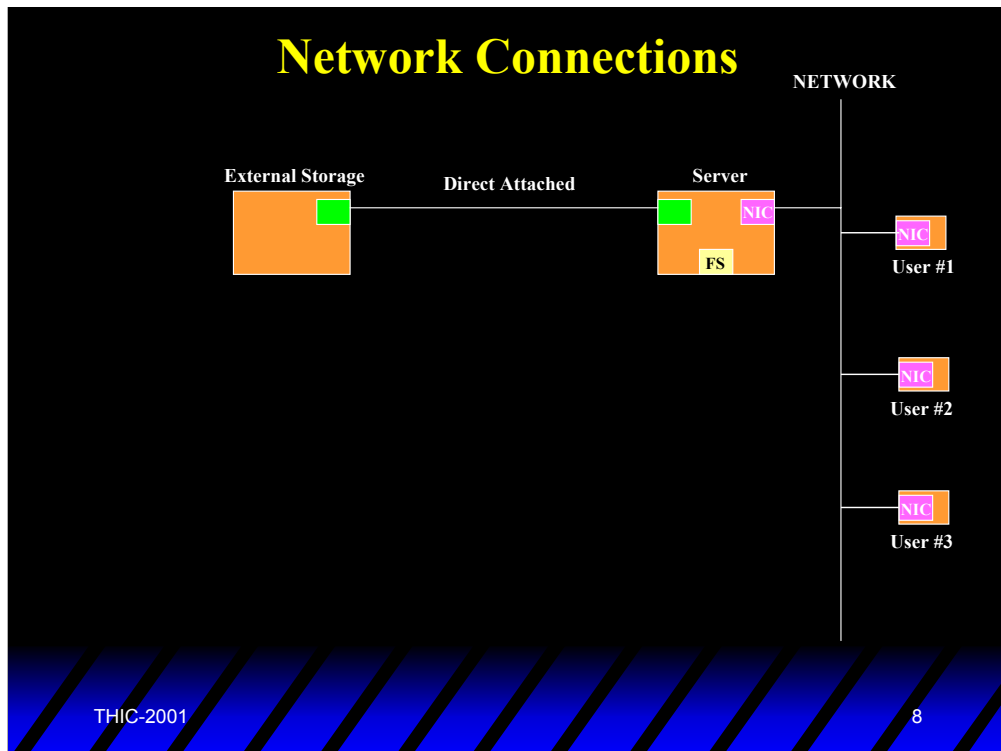 Network Connections
NETWORK
External Storage
Direct Attached
Server
NIC
FS
NIC
User #1
NIC
User #2
NIC
User #3
THIC-2001
8